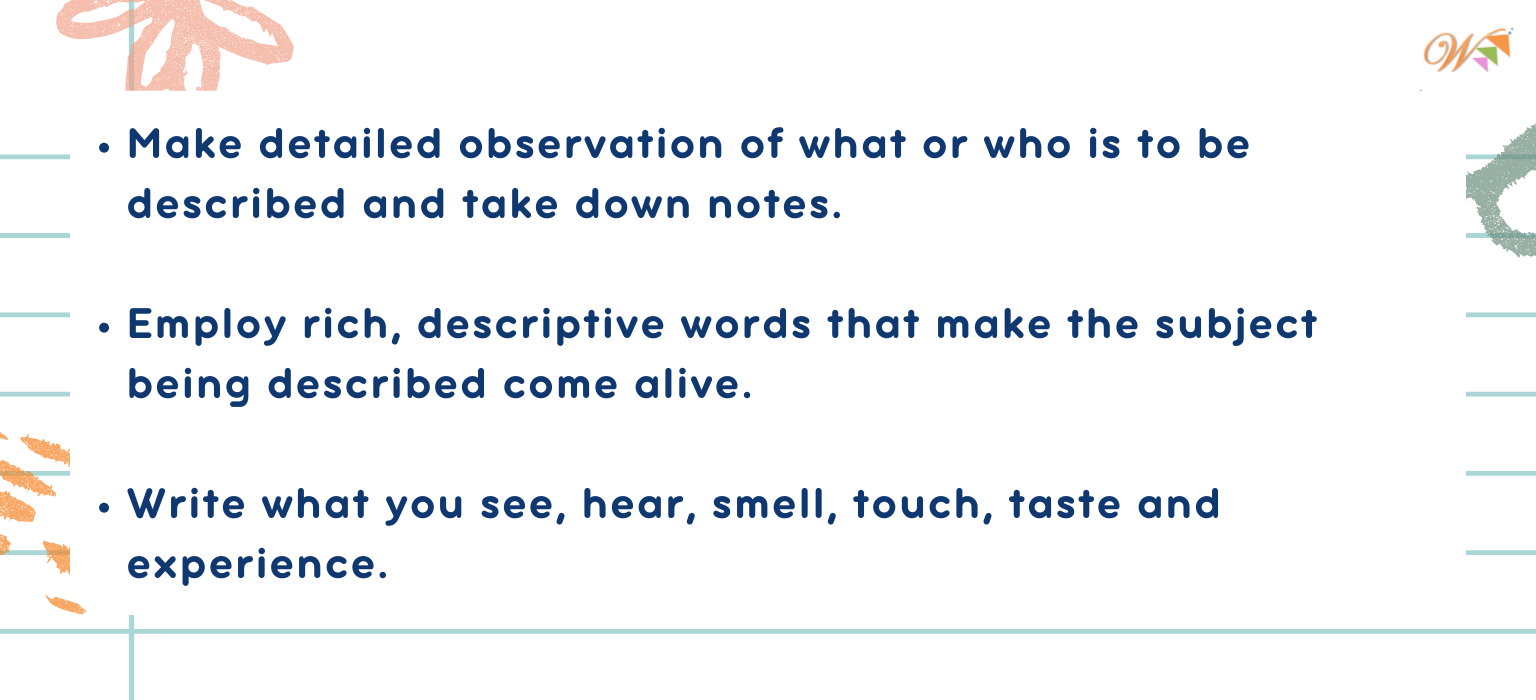 W
• Make detailed observation of what or who is to be
described and take down notes.
• Employ rich, descriptive words that make the subject
being described come alive.
• Write what you see, hear, smell, touch, taste and
experience.